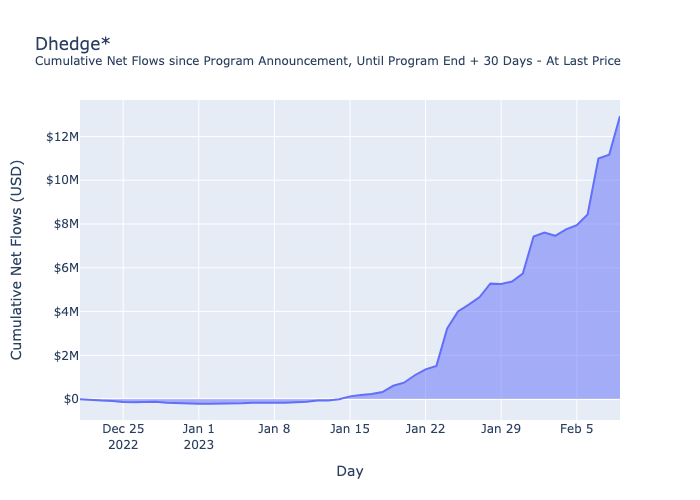 Dhedge*
Cumulative Net Flows since Program Announcement, Until Program End + 30 Days - At Last Price
Cumulative Net Flows (USD)
$12M
$10M
$8M
$6M
$4M
$2M
$0
Dec 25 Jan 1 Jan 8 Jan 15 Jan 22 Jan 29 Feb 5
2022 2023
Day